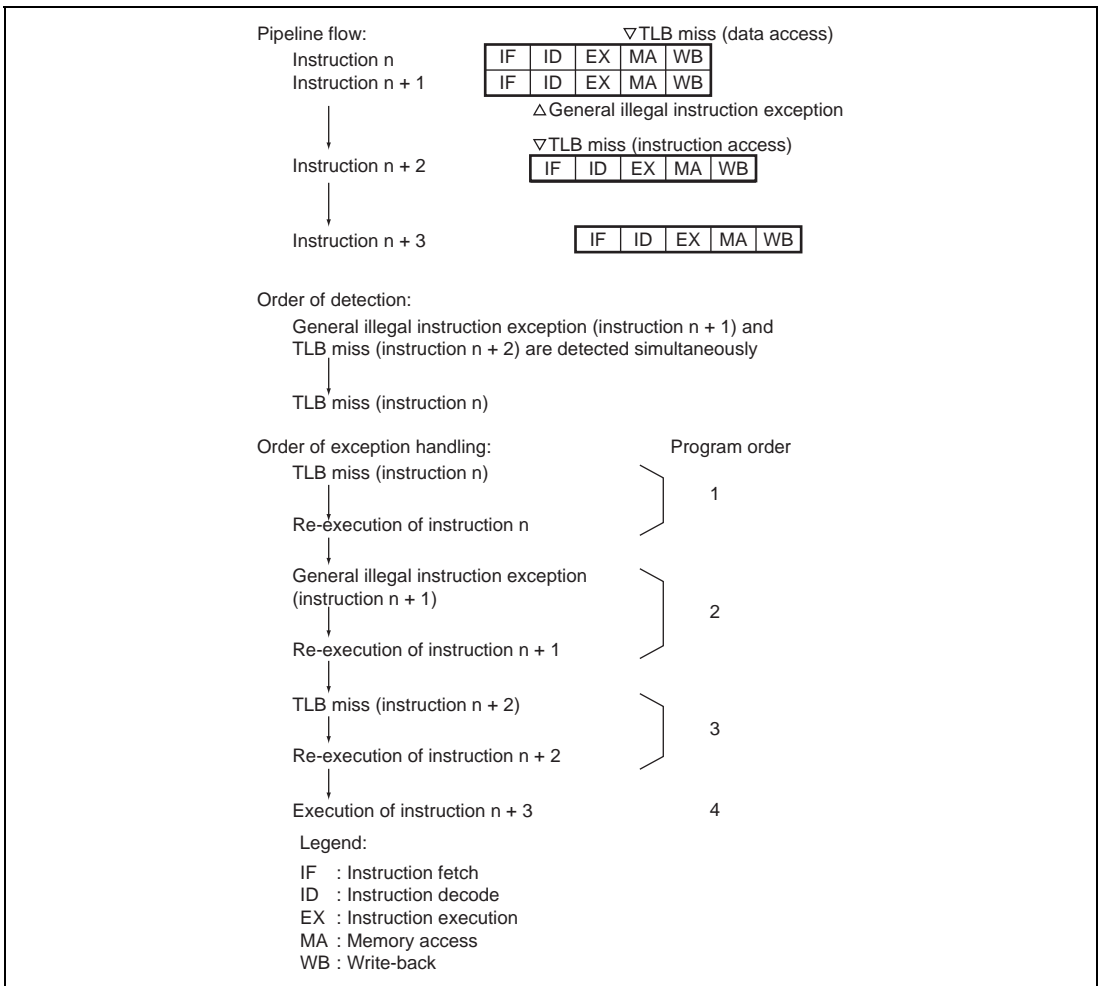 Pipeline flow:
▽TLB miss (data access)
Instruction n
IF ID EX MA WB
Instruction n + 1
IF ID EX MA WB
△General illegal instruction exception
▽TLB miss (instruction access)
Instruction n + 2
IF ID EX MA WB
Instruction n + 3
IF ID EX MA WB
Order of detection:
General illegal instruction exception (instruction n + 1) and
TLB miss (instruction n + 2) are detected simultaneously
TLB miss (instruction n)
Order of exception handling:
Program order
TLB miss (instruction n)
1
Re-execution of instruction n
General illegal instruction exception
(instruction n + 1)
2
Re-execution of instruction n + 1
TLB miss (instruction n + 2)
3
Re-execution of instruction n + 2
Execution of instruction n + 3
4
Legend:
IF : Instruction fetch
ID : Instruction decode
EX : Instruction execution
MA : Memory access
WB : Write-back